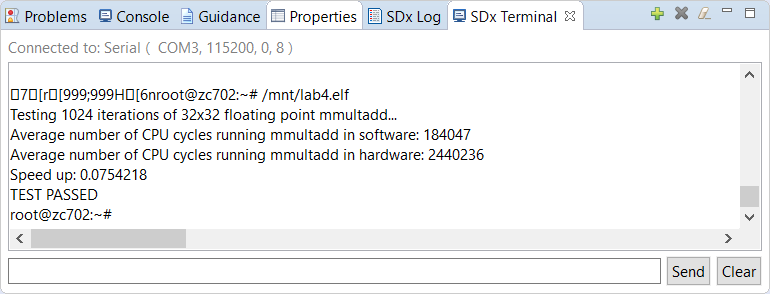 Problems Console Guidance Properties SDx Log SDx Terminal
Connected to: Serial ( COM3, 115200, 0, 8 )
7 [r [999;999H [6nroot@zc702:~# /mnt/lab4.elf
Testing 1024 iterations of 32x32 floating point mmultadd...
Average number of CPU cycles running mmultadd in software: 184047
Average number of CPU cycles running mmultadd in hardware: 2440236
Speed up: 0.0754218
TEST PASSED
root@zc702:~#
Send Clear